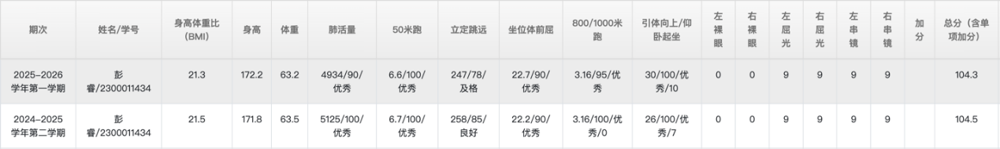 期次 姓名/学号 身高体重比（BMI） 身高 体重 肺活量 50米跑 立定跳远 坐位体前屈 800/1000米跑 引体向上/仰卧起坐 左裸眼 右裸眼 左屈光 右屈光 左串镜 右串镜 加分 总分（含单项加分）
2025-2026学年第一学期 彭睿/2300011434 21.3 172.2 63.2 4934/90/优秀 6.6/100/优秀 247/78/及格 22.7/90/优秀 3.16/95/优秀 30/100/优秀/10 0 0 9 9 9 9 104.3
2024-2025学年第二学期 彭睿/2300011434 21.5 171.8 63.5 5125/100/优秀 6.7/100/优秀 258/85/良好 22.2/90/优秀 3.16/100/优秀/0 26/100/优秀/7 0 0 9 9 9 9 104.5